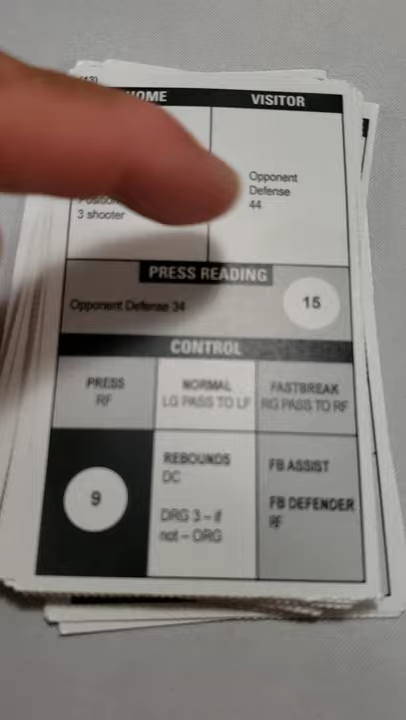 (43)
HOME VISITOR
Position
3 shooter
Opponent
Defense
44
PRESS READING
Opponent Defense 34
15
CONTROL
PRESS
RF
NORMAL
LG PASS TO LF
FASTBREAK
RG PASS TO RF
9
REBOUNDS
DC
DRG 3 – if
not – ORG
FB ASSIST
FB DEFENDER
RF